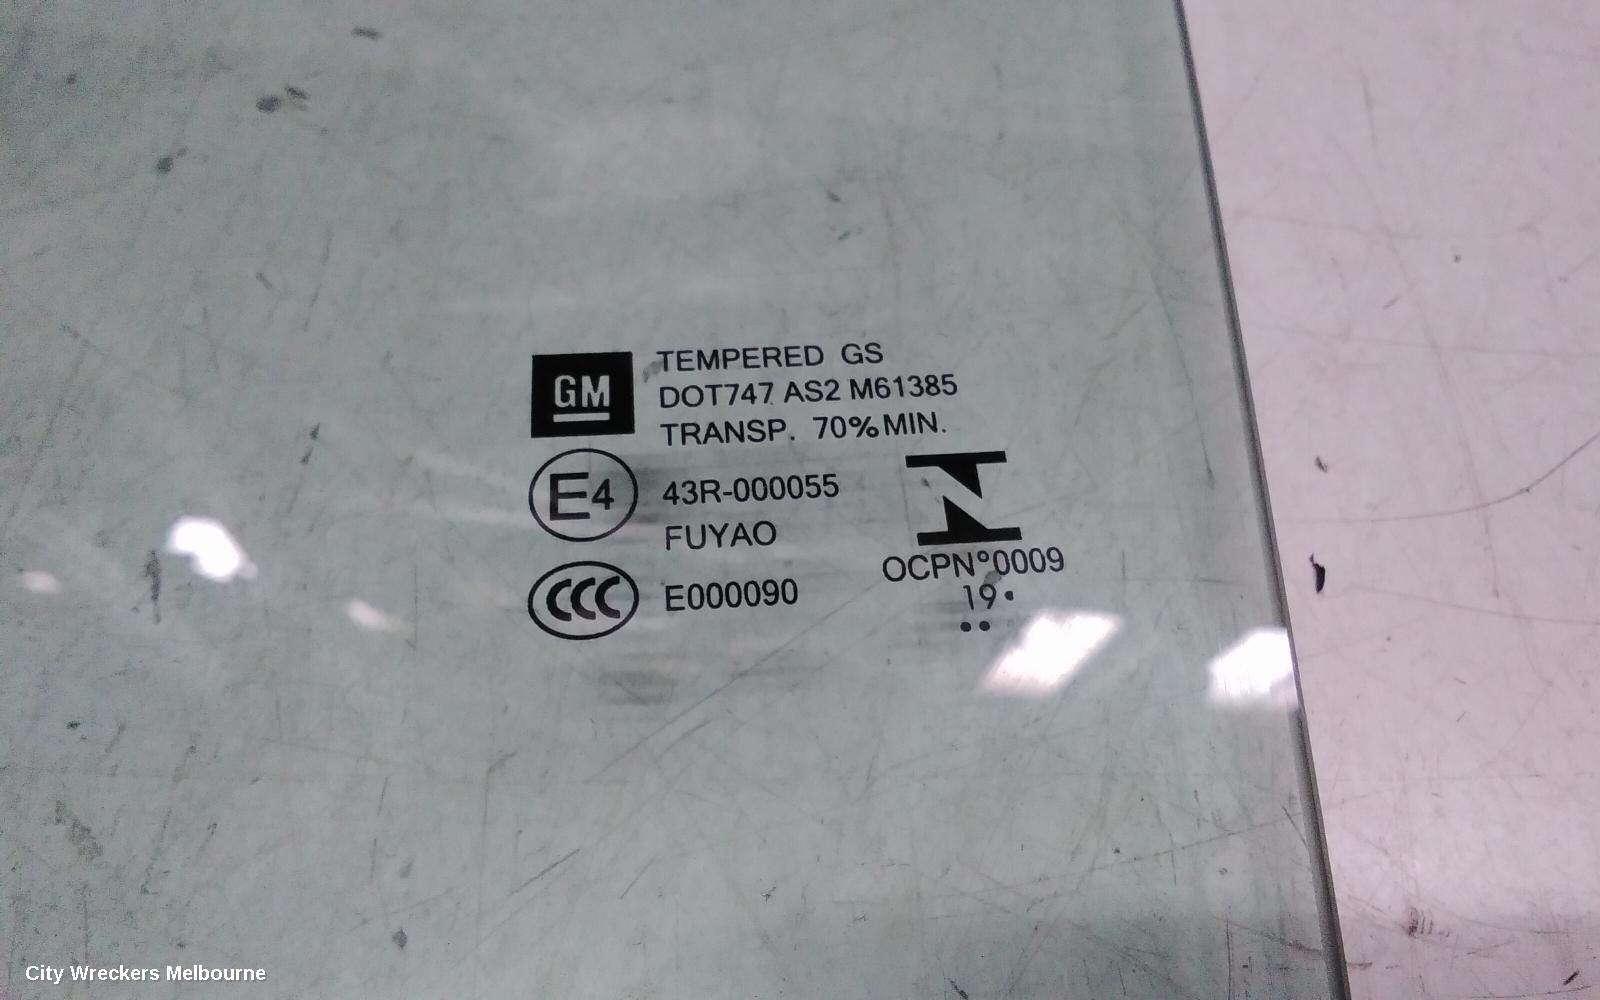 GM
TEMPERED GS
DOT747 AS2 M61385
TRANSP. 70% MIN.
E4
43R-000055
FUYAO
CCC
E000090
OCPN°0009
19•
••
City Wreckers Melbourne